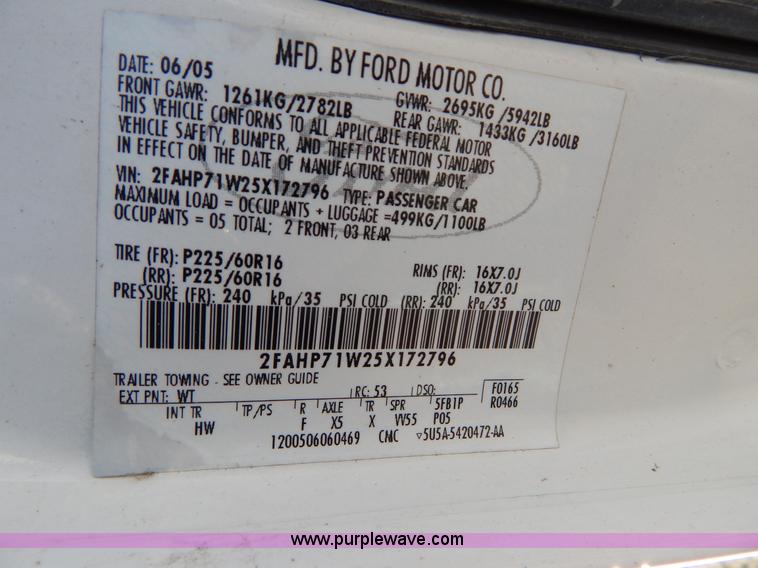 MFD. BY FORD MOTOR CO.
DATE: 06/05
FRONT GAWR: 1261KG/2782LB
GVWR: 2695KG /5942LB
REAR GAWR: 1433KG /3160LB
THIS VEHICLE CONFORMS TO ALL APPLICABLE FEDERAL MOTOR
VEHICLE SAFETY, BUMPER, AND THEFT PREVENTION STANDARDS
IN EFFECT ON THE DATE OF MANUFACTURE SHOWN ABOVE.
VIN: 2FAHP71W25X172796 TYPE: PASSENGER CAR
MAXIMUM LOAD = OCCUPANTS + LUGGAGE =499KG/1100LB
OCCUPANTS = 05 TOTAL; 2 FRONT, 03 REAR
TIRE (FR): P225/60R16 RIMS (FR): 16X7.0J
(RR): P225/60R16 (RR): 16X7.0J
PRESSURE (FR): 240 kPa/35 PSI COLD (RR): 240 kPa/35 PSI COLD
2FAHP71W25X172796
TRAILER TOWING - SEE OWNER GUIDE
EXT PNT: WT RC: 53 DSO: F0165
R0466
INT TR TP/PS R AXLE TR SPR 5FB1P
HW F X5 X VV55 P05
1200506060469 CMC ▽5U5A-5420472-AA
Ford
www.purplewave.com